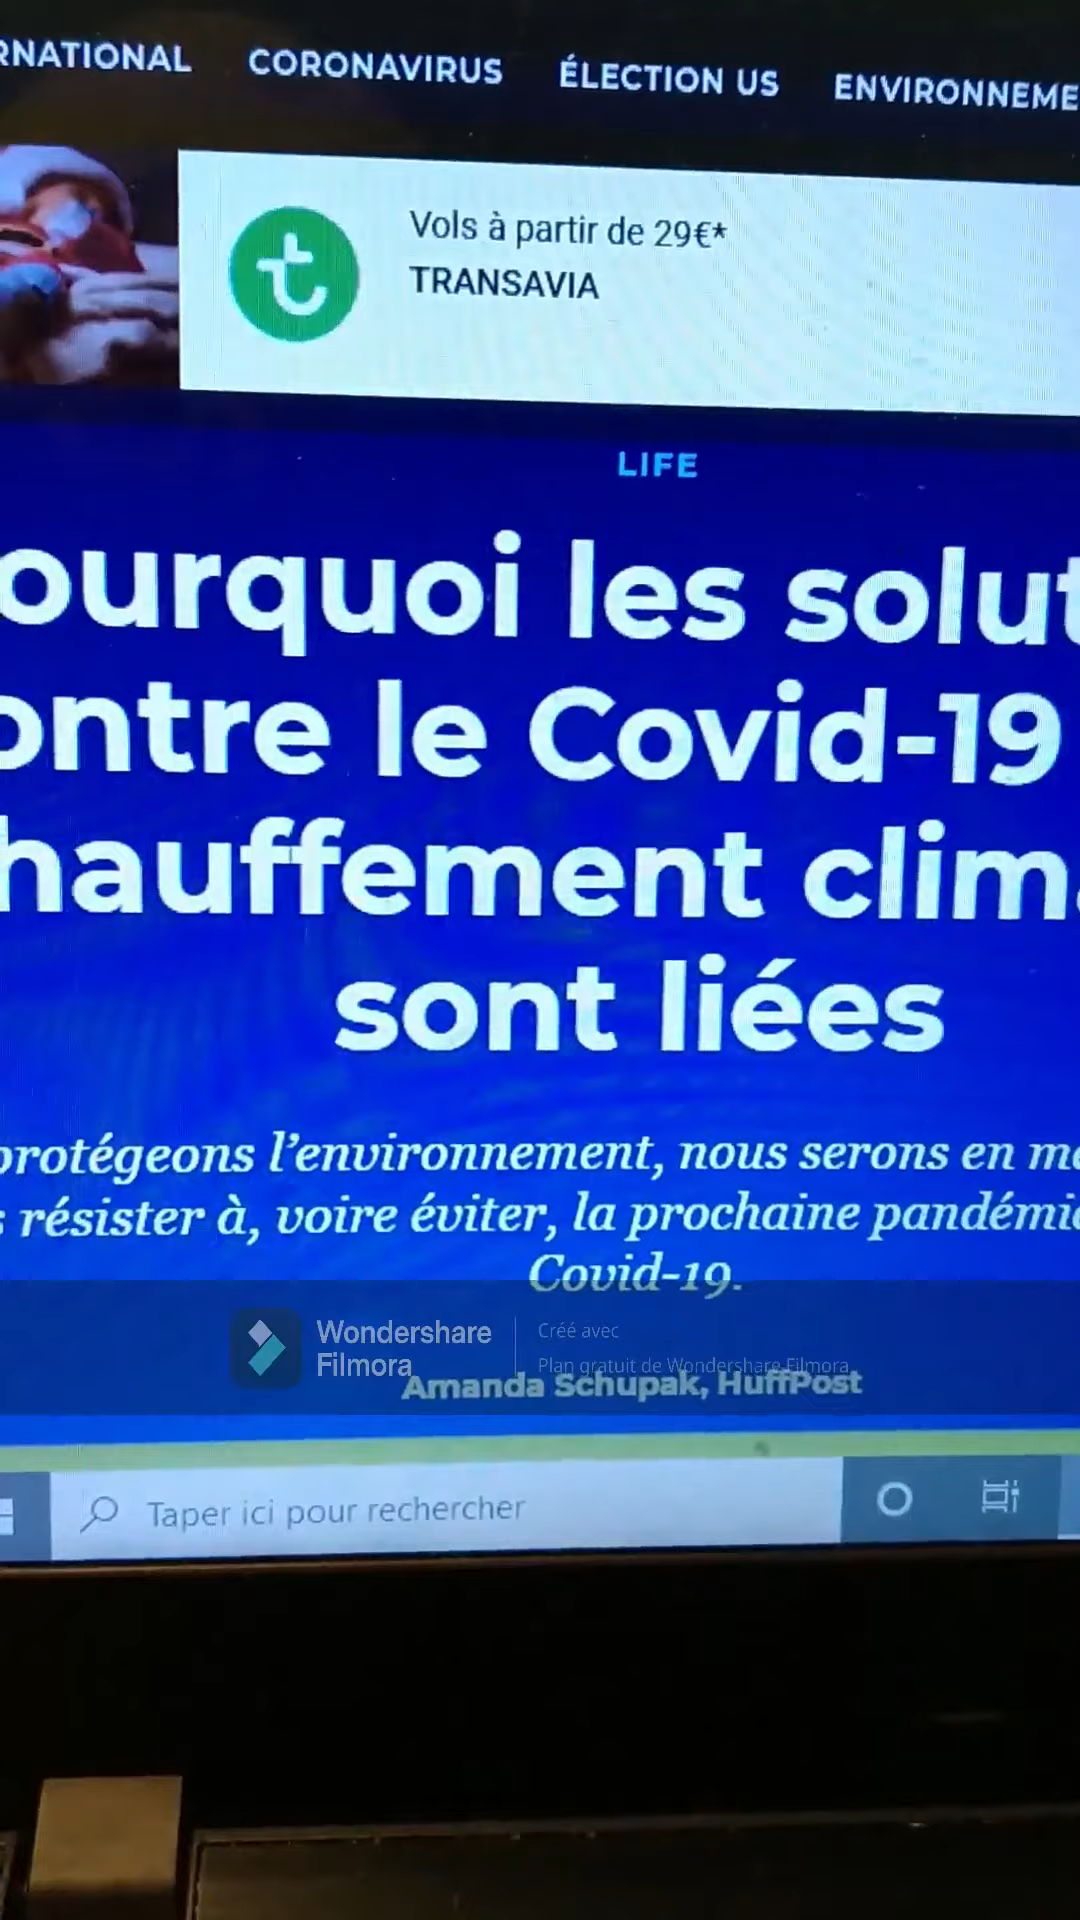 RNATIONAL CORONAVIRUS ÉLECTION US ENVIRONNEME
Vols à partir de 29€*
TRANSAVIA
LIFE
ourquoi les solut
ontre le Covid-19
hauffement clim
sont liées
protégeons l'environnement, nous serons en me
résister à, voire éviter, la prochaine pandémie
Covid-19.
Wondershare
Filmora
Créé avec
Plan gratuit de Wondershare Filmora
Amanda Schupak, HuffPost
Taper ici pour rechercher